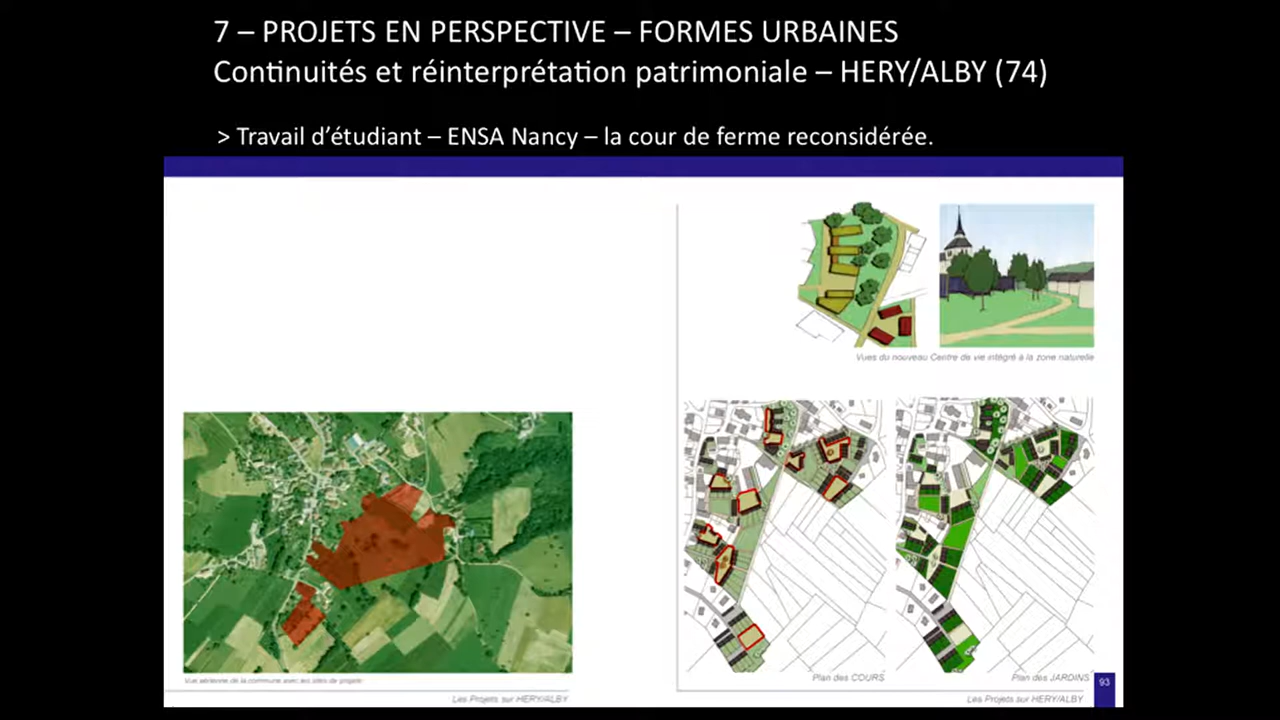 7 – PROJETS EN PERSPECTIVE – FORMES URBAINES
Continuités et réinterprétation patrimoniale – HERY/ALBY (74)
> Travail d’étudiant – ENSA Nancy – la cour de ferme reconsidérée.
Vues du nouveau Centre de vie intégré à la zone naturelle
Vue aérienne de la commune avec les sites de projets
Les Projets sur HERY/ALBY
Plan des COURS
Plan des JARDINS
93
Les Projets sur HERY/ALBY